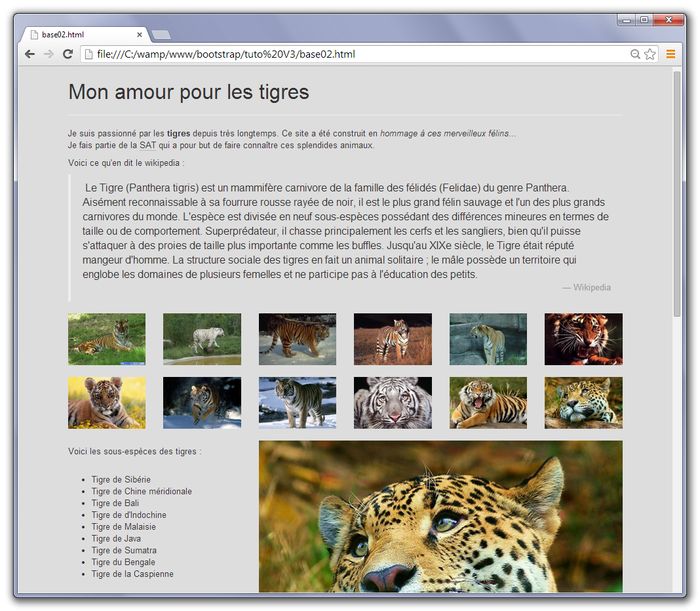 base02.html
file:///C:/wamp/www/bootstrap/tuto%20V3/base02.html
Mon amour pour les tigres
Je suis passionné par les tigres depuis très longtemps. Ce site a été construit en hommage à ces merveilleux félins...
Je fais partie de la SAT qui a pour but de faire connaître ces splendides animaux.
Voici ce qu'en dit le wikipedia :
Le Tigre (Panthera tigris) est un mammifère carnivore de la famille des félidés (Felidae) du genre Panthera.
Aisément reconnaissable à sa fourrure rousse rayée de noir, il est le plus grand félin sauvage et l'un des plus grands
carnivores du monde. L'espèce est divisée en neuf sous-espèces possédant des différences mineures en termes de
taille ou de comportement. Superprédateur, il chasse principalement les cerfs et les sangliers, bien qu'il puisse
s'attaquer à des proies de taille plus importante comme les buffles. Jusqu'au XIXe siècle, le Tigre était réputé
mangeur d'homme. La structure sociale des tigres en fait un animal solitaire ; le mâle possède un territoire qui
englobe les domaines de plusieurs femelles et ne participe pas à l'éducation des petits.
— Wikipedia
Voici les sous-espèces des tigres :
Tigre de Sibérie
Tigre de Chine méridionale
Tigre de Bali
Tigre de d'Indochine
Tigre de Malaisie
Tigre de Java
Tigre de Sumatra
Tigre du Bengale
Tigre de la Caspienne